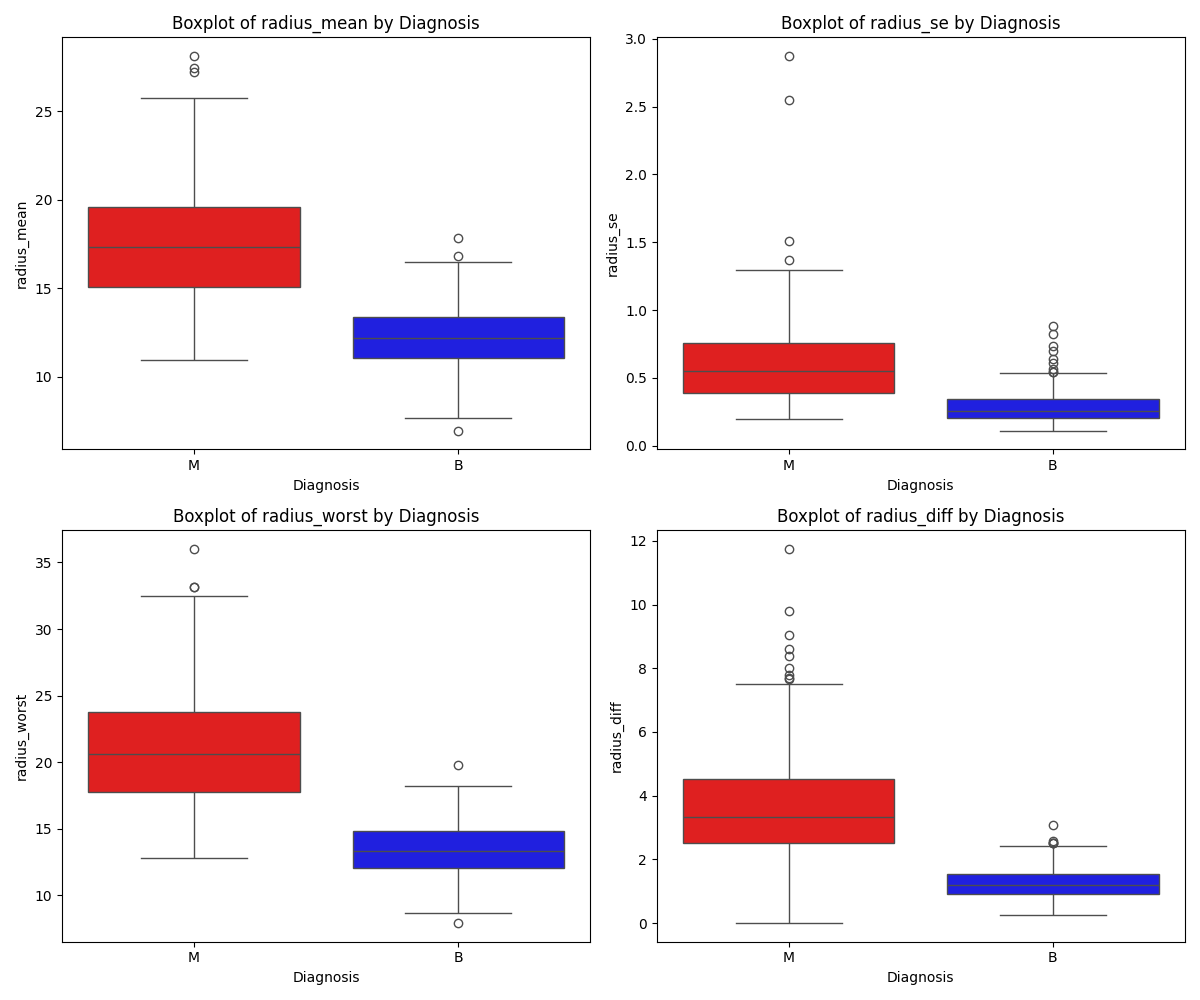 Boxplot of radius_mean by Diagnosis
25
20
15
10
radius_mean
M
B
Diagnosis
Boxplot of radius_se by Diagnosis
3.0
2.5
2.0
1.5
1.0
0.5
0.0
radius_se
M
B
Diagnosis
Boxplot of radius_worst by Diagnosis
35
30
25
20
15
10
radius_worst
M
B
Diagnosis
Boxplot of radius_diff by Diagnosis
12
10
8
6
4
2
0
radius_diff
M
B
Diagnosis